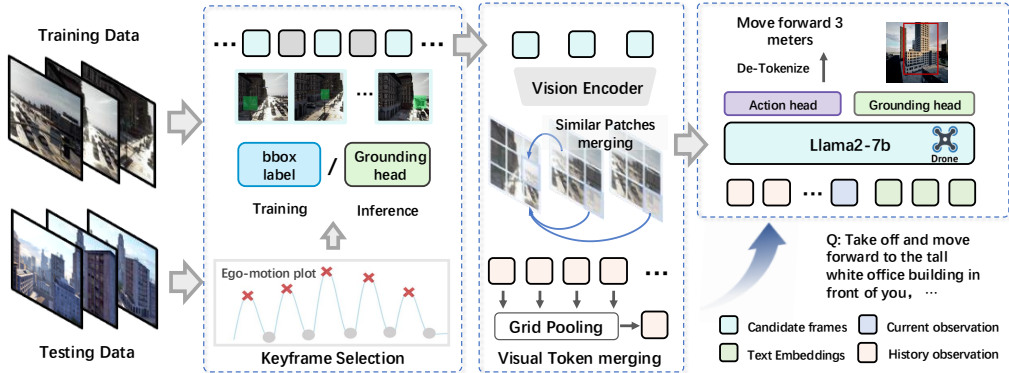 Training Data
Testing Data
...
...
...
bbox
label
/
Grounding
head
Training
Inference
Ego-motion plot
Keyframe Selection
Vision Encoder
Similar Patches
merging
...
Grid Pooling
Visual Token merging
Move forward 3
meters
De-Tokenize
Action head
Grounding head
Llama2-7b
Drone
...
Q: Take off and move
forward to the tall
white office building in
front of you, ...
Candidate frames
Current observation
Text Embeddings
History observation